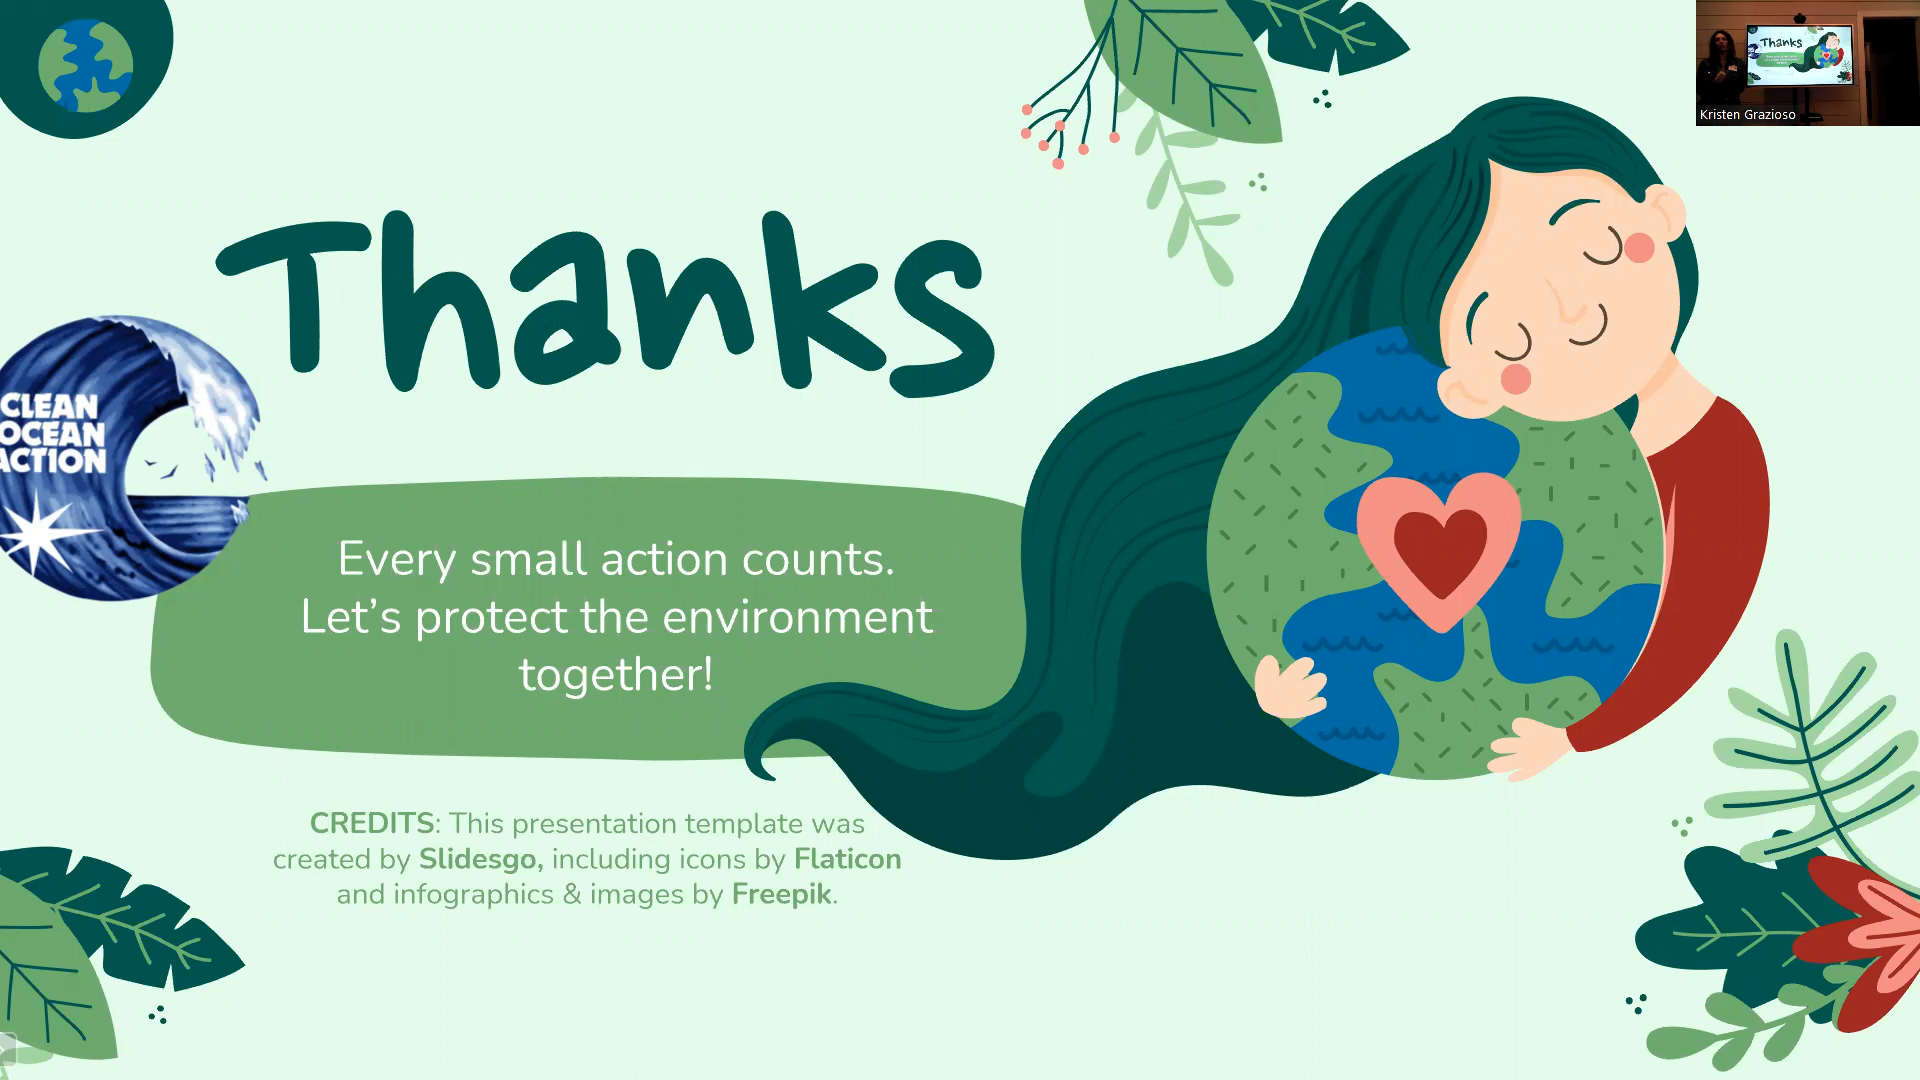 Thanks
CLEAN
OCEAN
ACTION
Every small action counts.
Let’s protect the environment
together!
CREDITS: This presentation template was
created by Slidesgo, including icons by Flaticon
and infographics & images by Freepik.
Thanks
Kristen Grazioso